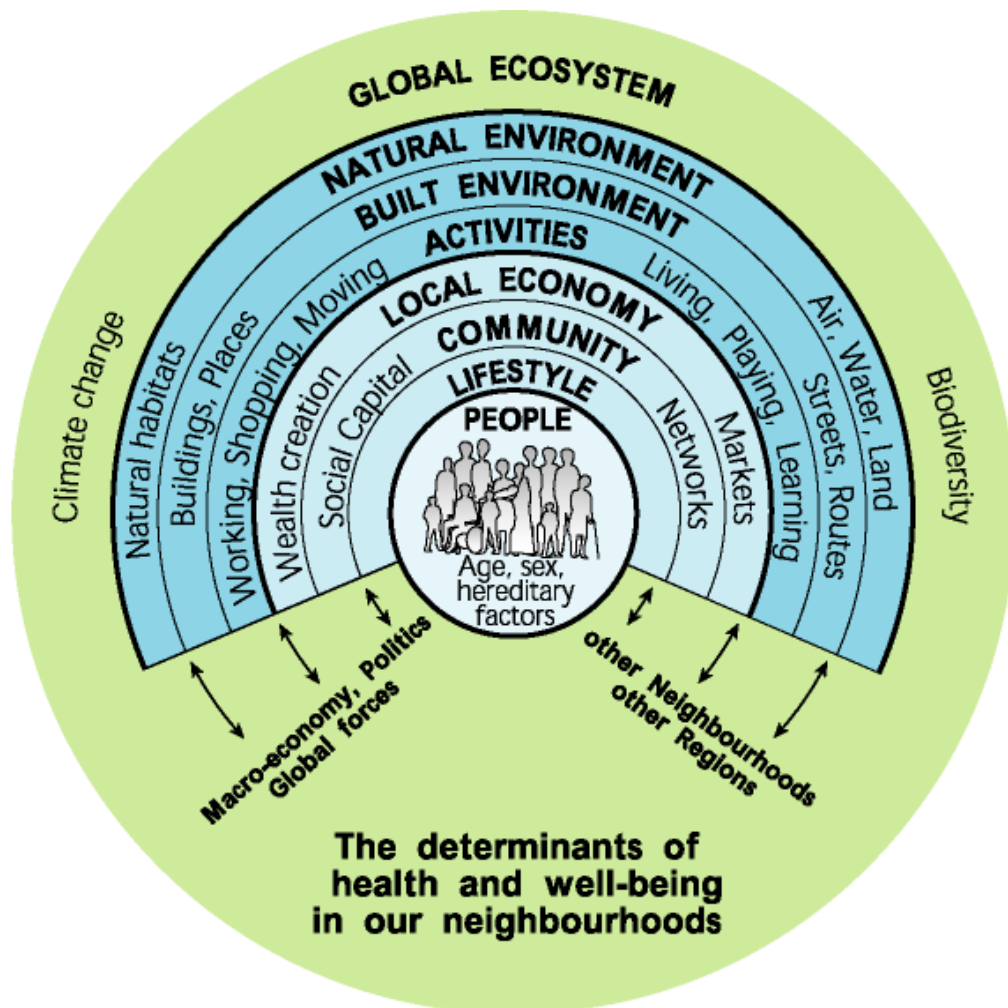 GLOBAL ECOSYSTEM
NATURAL ENVIRONMENT
BUILT ENVIRONMENT
ACTIVITIES
LOCAL ECONOMY
COMMUNITY
LIFESTYLE
PEOPLE
Age, sex,
hereditary
factors
Climate change
Natural habitats
Buildings, Places
Working, Shopping, Moving
Wealth creation
Social Capital
Networks
Markets
Living, Playing, Learning
Streets, Routes
Air, Water, Land
Biodiversity
Macro-economy, Politics
Global forces
other Neighbourhoods
other Regions
The determinants of
health and well-being
in our neighbourhoods